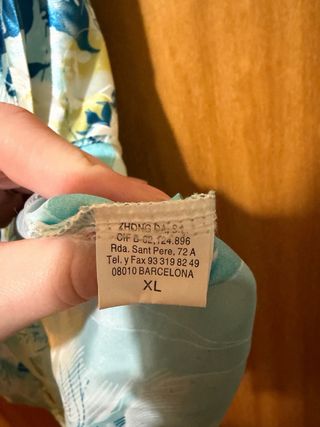 ZHONG DA, S.L.
CIF B-62.124.896
Rda. Sant Pere, 72 A
Tel. y Fax 93 319 82 49
08010 BARCELONA
XL